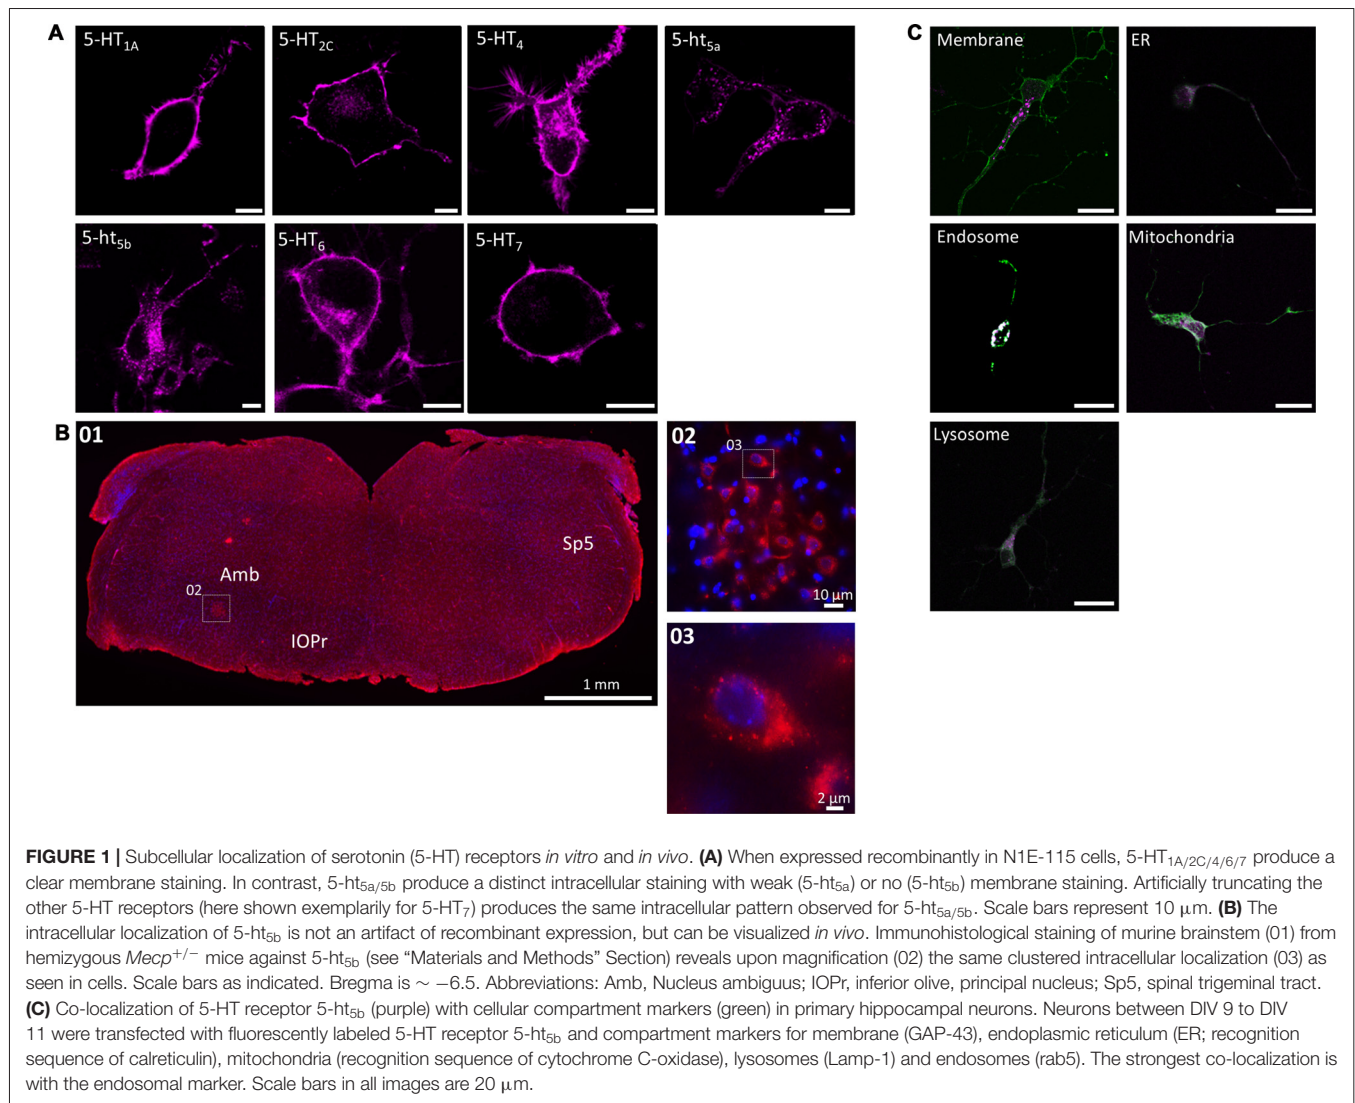 A
5-HT1A
5-HT2C
5-HT4
5-ht5a
5-ht5b
5-HT6
5-HT7
B
01
02
Amb
IOPr
Sp5
1 mm
02
03
10 µm
03
2 µm
C
Membrane
ER
Endosome
Mitochondria
Lysosome
FIGURE 1 | Subcellular localization of serotonin (5-HT) receptors in vitro and in vivo. (A) When expressed recombinantly in N1E-115 cells, 5-HT1A/2C/4/6/7 produce a
clear membrane staining. In contrast, 5-ht5a/5b produce a distinct intracellular staining with weak (5-ht5a) or no (5-ht5b) membrane staining. Artificially truncating the
other 5-HT receptors (here shown exemplarily for 5-HT7) produces the same intracellular pattern observed for 5-ht5a/5b. Scale bars represent 10 µm. (B) The
intracellular localization of 5-ht5b is not an artifact of recombinant expression, but can be visualized in vivo. Immunohistological staining of murine brainstem (01) from
hemizygous Mecp+/− mice against 5-ht5b (see “Materials and Methods” Section) reveals upon magnification (02) the same clustered intracellular localization (03) as
seen in cells. Scale bars as indicated. Bregma is ∼ −6.5. Abbreviations: Amb, Nucleus ambiguus; IOPr, inferior olive, principal nucleus; Sp5, spinal trigeminal tract.
(C) Co-localization of 5-HT receptor 5-ht5b (purple) with cellular compartment markers (green) in primary hippocampal neurons. Neurons between DIV 9 to DIV
11 were transfected with fluorescently labeled 5-HT receptor 5-ht5b and compartment markers for membrane (GAP-43), endoplasmic reticulum (ER; recognition
sequence of calreticulin), mitochondria (recognition sequence of cytochrome C-oxidase), lysosomes (Lamp-1) and endosomes (rab5). The strongest co-localization is
with the endosomal marker. Scale bars in all images are 20 µm.